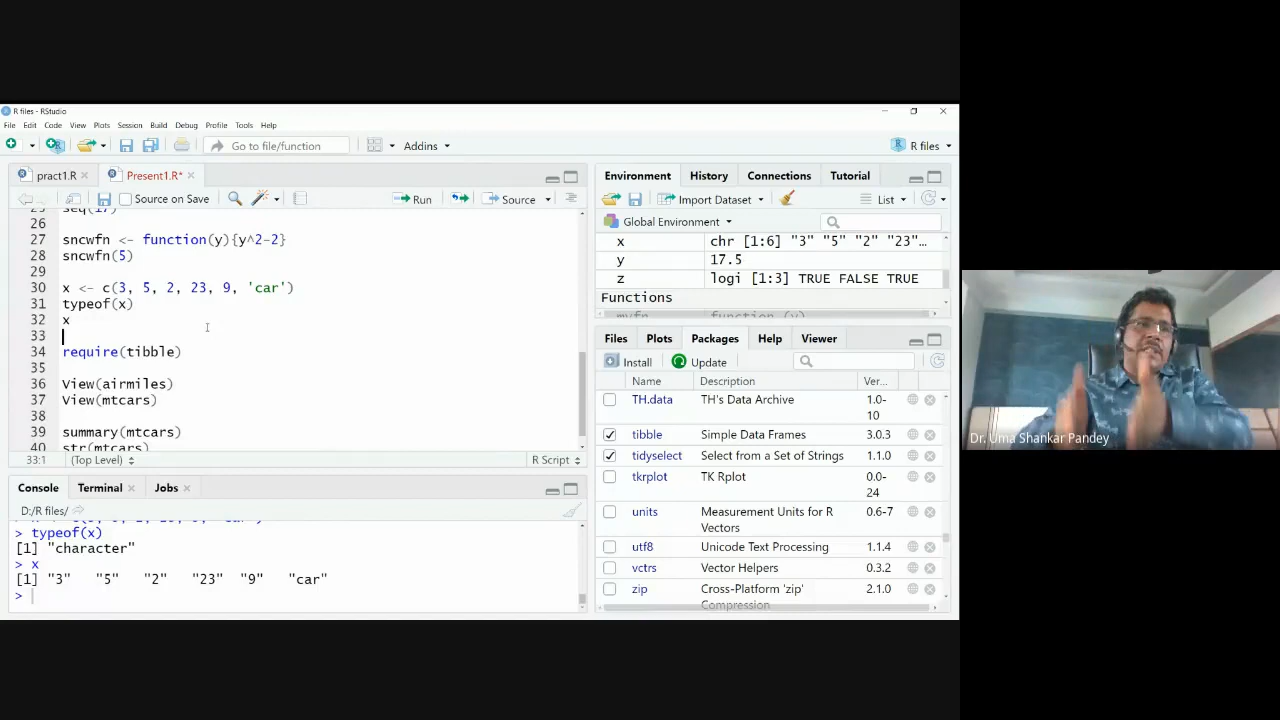 R files - RStudio
File Edit Code View Plots Session Build Debug Profile Tools Help
Go to file/function Addins R files
pract1.R Present1.R*
Source on Save Run Source
25 seq(17)
26
27 sncwfn <- function(y){y^2-2}
28 sncwfn(5)
29
30 x <- c(3, 5, 2, 23, 9, 'car')
31 typeof(x)
32 x
33
34 require(tibble)
35
36 View(airmiles)
37 View(mtcars)
38
39 summary(mtcars)
40 str(mtcars)
33:1 (Top Level) R Script
Console Terminal Jobs
D:/R files/
> typeof(x)
[1] "character"
> x
[1] "3" "5" "2" "23" "9" "car"
>
Environment History Connections Tutorial
Import Dataset List
Global Environment
x chr [1:6] "3" "5" "2" "23"…
y 17.5
z logi [1:3] TRUE FALSE TRUE
Functions
myfn function (y)
Files Plots Packages Help Viewer
Install Update
Name Description Ver…
TH.data TH's Data Archive 1.0-
10
tibble Simple Data Frames 3.0.3
tidyselect Select from a Set of Strings 1.1.0
tkrplot TK Rplot 0.0-
24
units Measurement Units for R 0.6-7
Vectors
utf8 Unicode Text Processing 1.1.4
vctrs Vector Helpers 0.3.2
zip Cross-Platform 'zip' 2.1.0
Compression
Dr. Uma Shankar Pandey